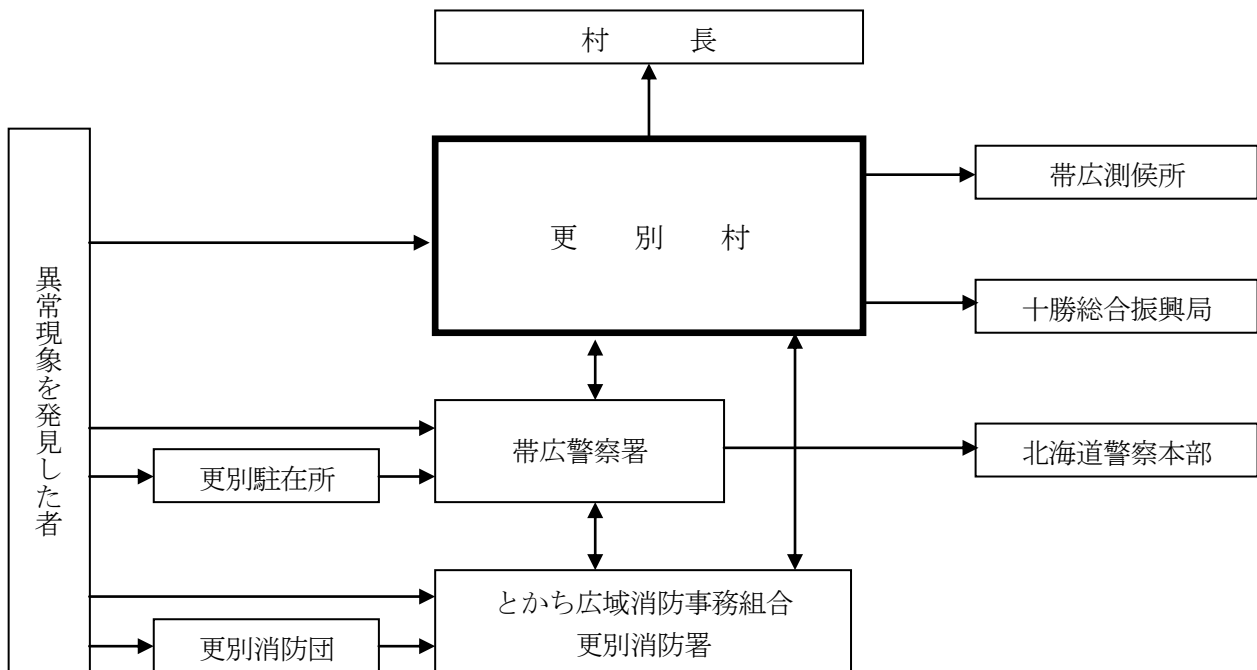 村　　　長
帯広測候所
更　別　村
異常現象を発見した者
十勝総合振興局
帯広警察署
北海道警察本部
更別駐在所
とかち広域消防事務組合
更別消防署
更別消防団